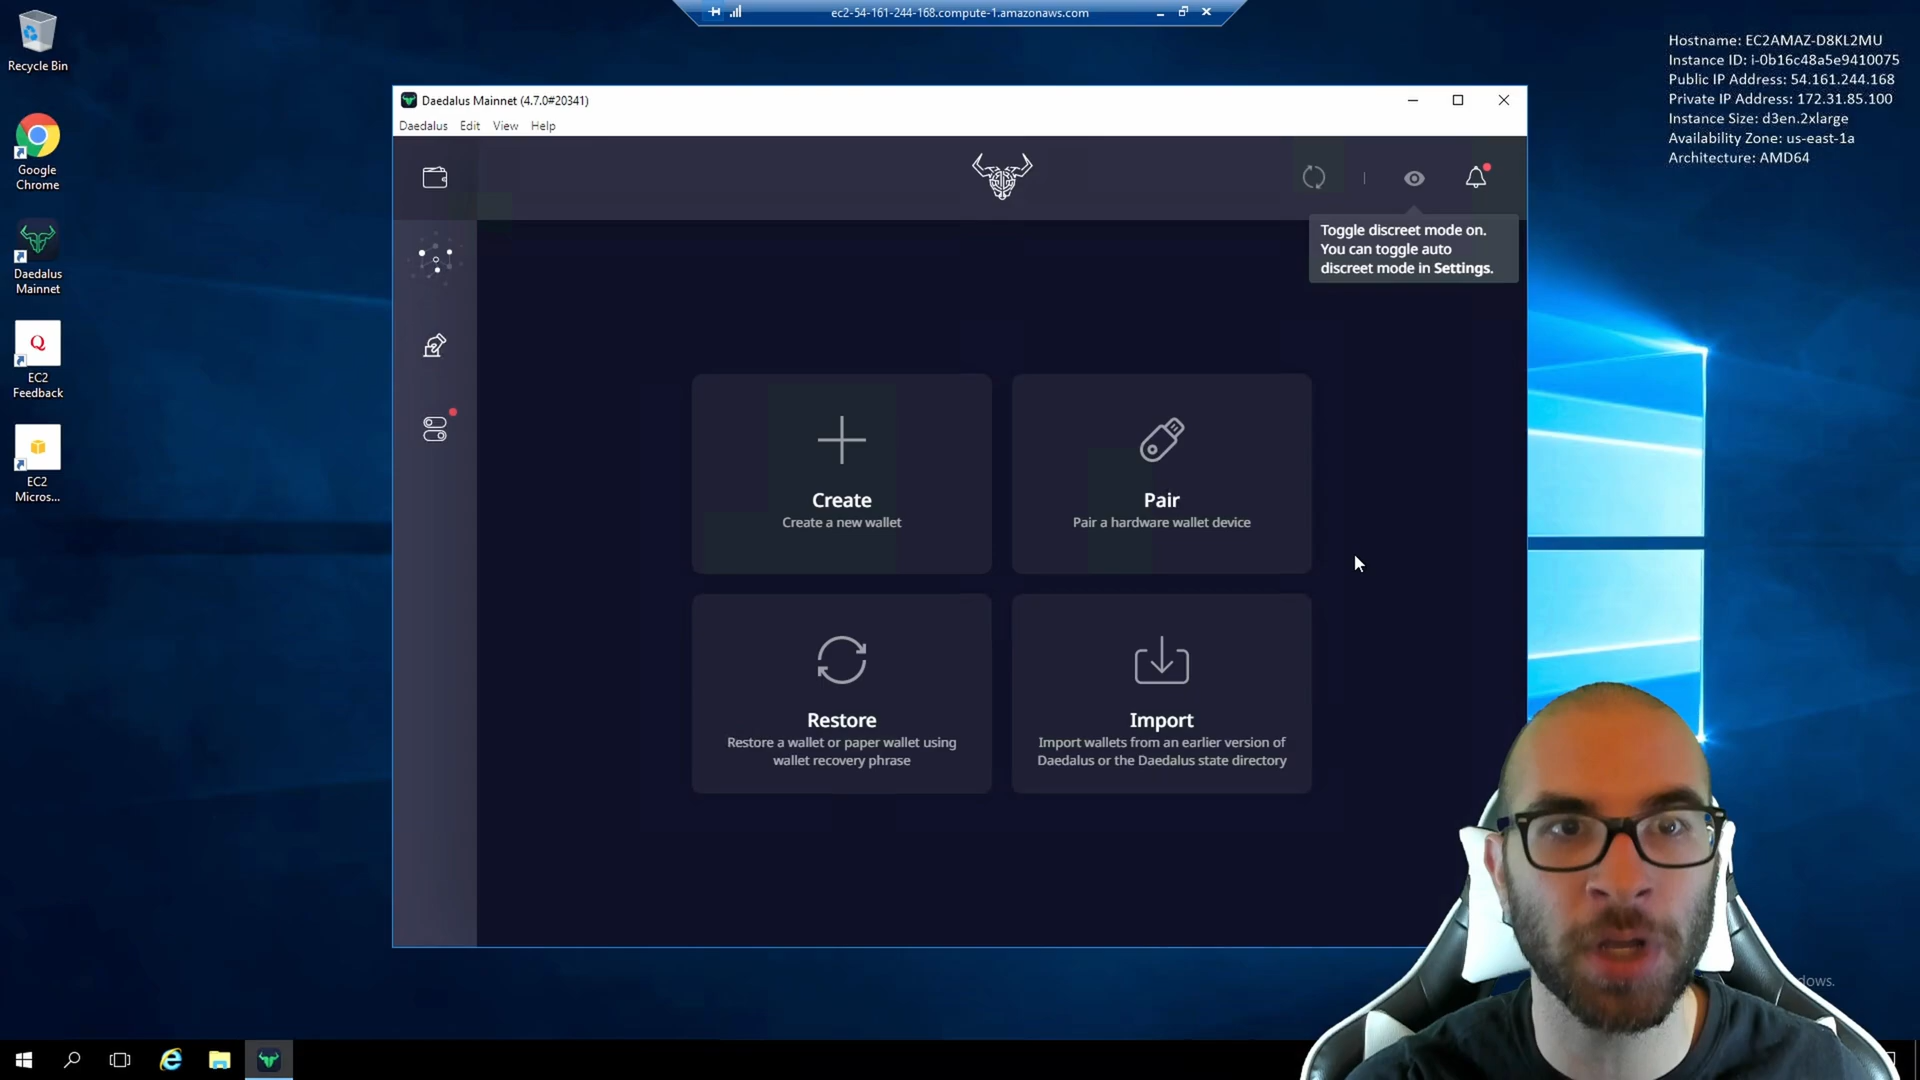 ec2-54-161-244-168.compute-1.amazonaws.com
Recycle Bin
Google
Chrome
Daedalus
Mainnet
Q
EC2
Feedback
EC2
Micros...
Hostname: EC2AMAZ-D8KL2MU
Instance ID: i-0b16c48a5e9410075
Public IP Address: 54.161.244.168
Private IP Address: 172.31.85.100
Instance Size: d3en.2xlarge
Availability Zone: us-east-1a
Architecture: AMD64
Daedalus Mainnet (4.7.0#20341)
Daedalus Edit View Help
Toggle discreet mode on.
You can toggle auto
discreet mode in Settings.
Create
Create a new wallet
Pair
Pair a hardware wallet device
Restore
Restore a wallet or paper wallet using
wallet recovery phrase
Import
Import wallets from an earlier version of
Daedalus or the Daedalus state directory